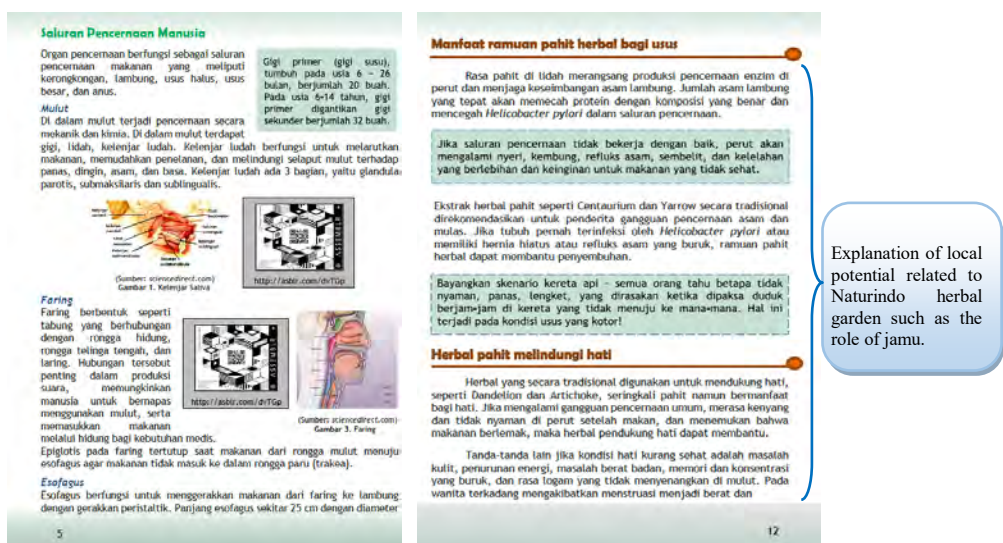 Saluran Pencernaan Manusia
Organ pencernaan berfungsi sebagai saluran
pencernaan makanan yang meliputi
kerongkongan, lambung, usus halus, usus
besar, dan anus.
Gigi primer (gigi susu),
tumbuh pada usia 6 – 26
bulan, berjumlah 20 buah.
Pada usia 6-14 tahun, gigi
primer digantikan gigi
sekunder berjumlah 32 buah.
Mulut
Di dalam mulut terjadi pencernaan secara
mekanik dan kimia. Di dalam mulut terdapat
gigi, lidah, kelenjar ludah. Kelenjar ludah berfungsi untuk melarutkan
makanan, memudahkan penelanan, dan melindungi selaput mulut terhadap
panas, dingin, asam, dan basa. Kelenjar ludah ada 3 bagian, yaitu glandula
parotis, submaksilaris dan sublingualis.
(Sumber: sciencedirect.com)
Gambar 1. Kelenjar Saliva
ASSEMBLR
http://asblr.com/dvTGp
Faring
Faring berbentuk seperti
tabung yang berhubungan
dengan rongga hidung,
rongga telinga tengah, dan
laring. Hubungan tersebut
penting dalam produksi
suara, memungkinkan
manusia untuk bernapas
menggunakan mulut, serta
memasukkan makanan
melalui hidung bagi kebutuhan medis.
ASSEMBLR
http://asblr.com/dvTGp
(Sumber: sciencedirect.com)
Gambar 3. Faring
Epiglotis pada faring tertutup saat makanan dari rongga mulut menuju
esofagus agar makanan tidak masuk ke dalam rongga paru (trakea).
Esofagus
Esofagus berfungsi untuk menggerakkan makanan dari faring ke lambung
dengan gerakkan peristaltik. Panjang esofagus sekitar 25 cm dengan diameter
5
Manfaat ramuan pahit herbal bagi usus
Rasa pahit di lidah merangsang produksi pencernaan enzim di
perut dan menjaga keseimbangan asam lambung. Jumlah asam lambung
yang tepat akan memecah protein dengan komposisi yang benar dan
mencegah Helicobacter pylori dalam saluran pencernaan.
Jika saluran pencernaan tidak bekerja dengan baik, perut akan
mengalami nyeri, kembung, refluks asam, sembelit, dan kelelahan
yang berlebihan dan keinginan untuk makanan yang tidak sehat.
Ekstrak herbal pahit seperti Centaurium dan Yarrow secara tradisional
direkomendasikan untuk penderita gangguan pencernaan asam dan
mulas. Jika tubuh pernah terinfeksi oleh Helicobacter pylori atau
memiliki hernia hiatus atau refluks asam yang buruk, ramuan pahit
herbal dapat membantu penyembuhan.
Bayangkan skenario kereta api – semua orang tahu betapa tidak
nyaman, panas, lengket, yang dirasakan ketika dipaksa duduk
berjam-jam di kereta yang tidak menuju ke mana-mana. Hal ini
terjadi pada kondisi usus yang kotor!
Herbal pahit melindungi hati
Herbal yang secara tradisional digunakan untuk mendukung hati,
seperti Dandelion dan Artichoke, seringkali pahit namun bermanfaat
bagi hati. Jika mengalami gangguan pencernaan umum, merasa kenyang
dan tidak nyaman di perut setelah makan, dan menemukan bahwa
makanan berlemak, maka herbal pendukung hati dapat membantu.
Tanda-tanda lain jika kondisi hati kurang sehat adalah masalah
kulit, penurunan energi, masalah berat badan, memori dan konsentrasi
yang buruk, dan rasa logam yang tidak menyenangkan di mulut. Pada
wanita terkadang mengakibatkan menstruasi menjadi berat dan
12
Explanation of local
potential related to
Naturindo herbal
garden such as the
role of jamu.